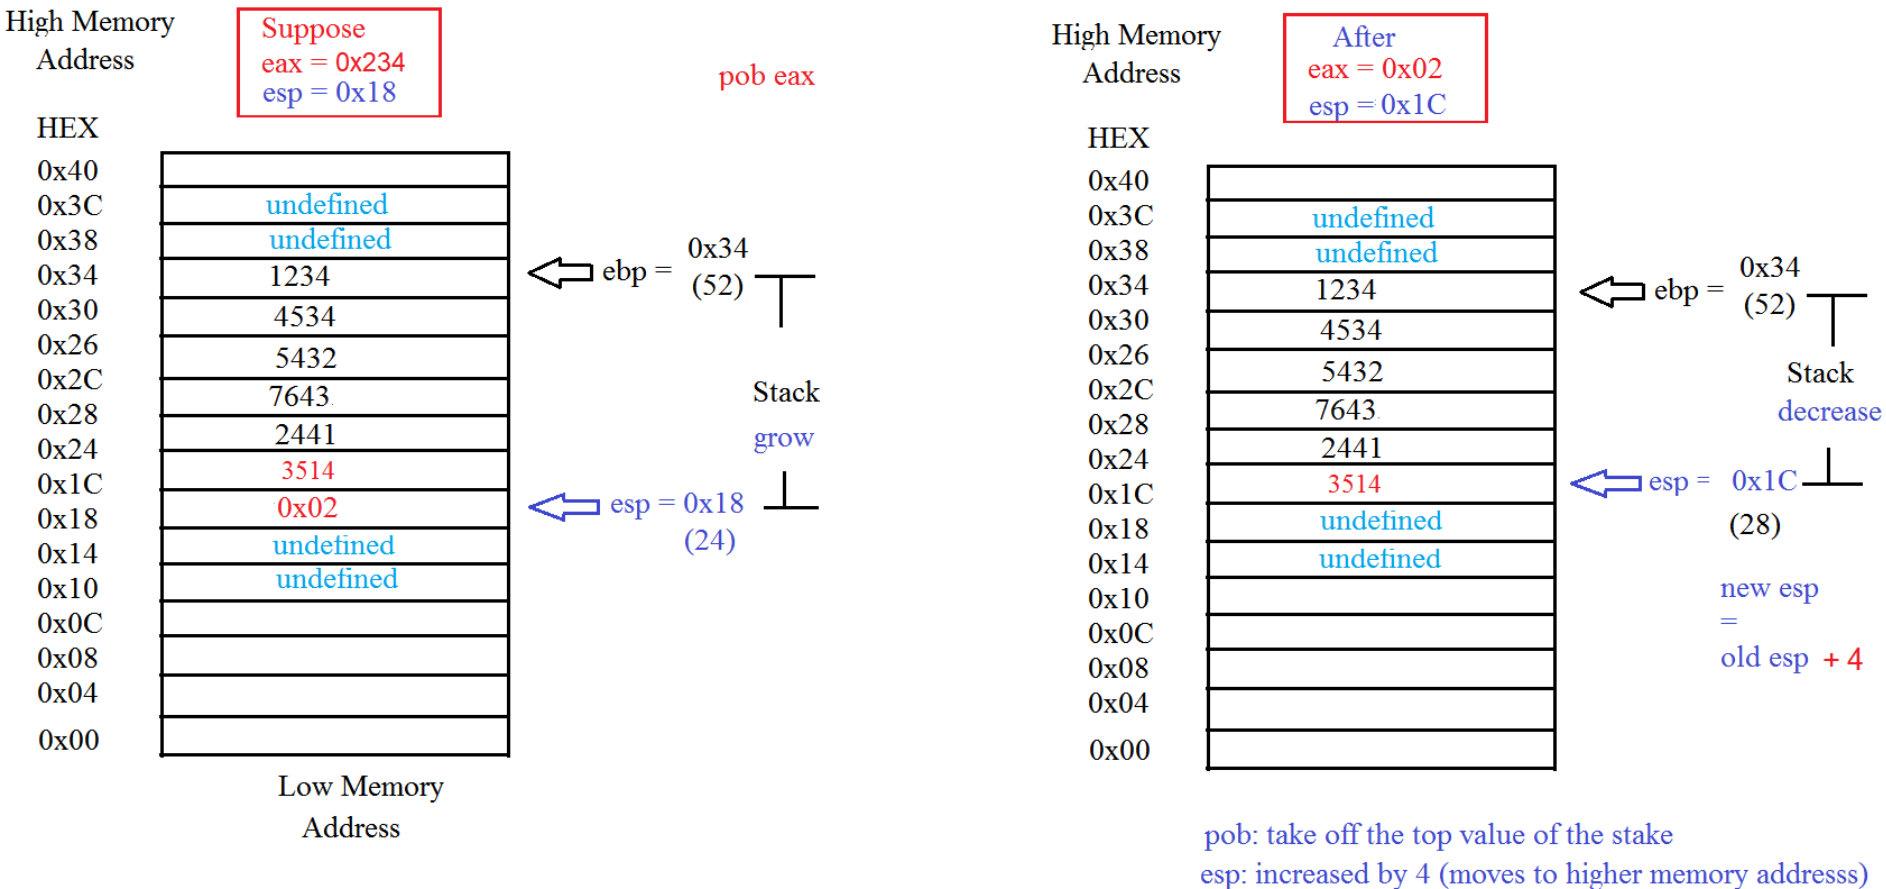 High Memory
Address
Suppose
eax = 0x234
esp = 0x18
pob eax
HEX
0x40
0x3C
undefined
0x38
undefined
0x34
1234
ebp = 0x34
(52)
0x30
4534
0x26
5432
0x2C
7643
Stack
grow
0x28
2441
0x24
3514
0x1C
0x02
esp = 0x18
(24)
0x18
0x14
undefined
0x10
undefined
0x0C
0x08
0x04
0x00
Low Memory
Address
High Memory
Address
After
eax = 0x02
esp = 0x1C
HEX
0x40
0x3C
undefined
0x38
undefined
0x34
1234
ebp = 0x34
(52)
0x30
4534
0x26
5432
0x2C
7643
Stack
decrease
0x28
2441
0x24
3514
esp = 0x1C
(28)
0x1C
undefined
0x18
undefined
0x14
0x10
0x0C
0x08
0x04
0x00
new esp
=
old esp + 4
pob: take off the top value of the stake
esp: increased by 4 (moves to higher memory addresss)